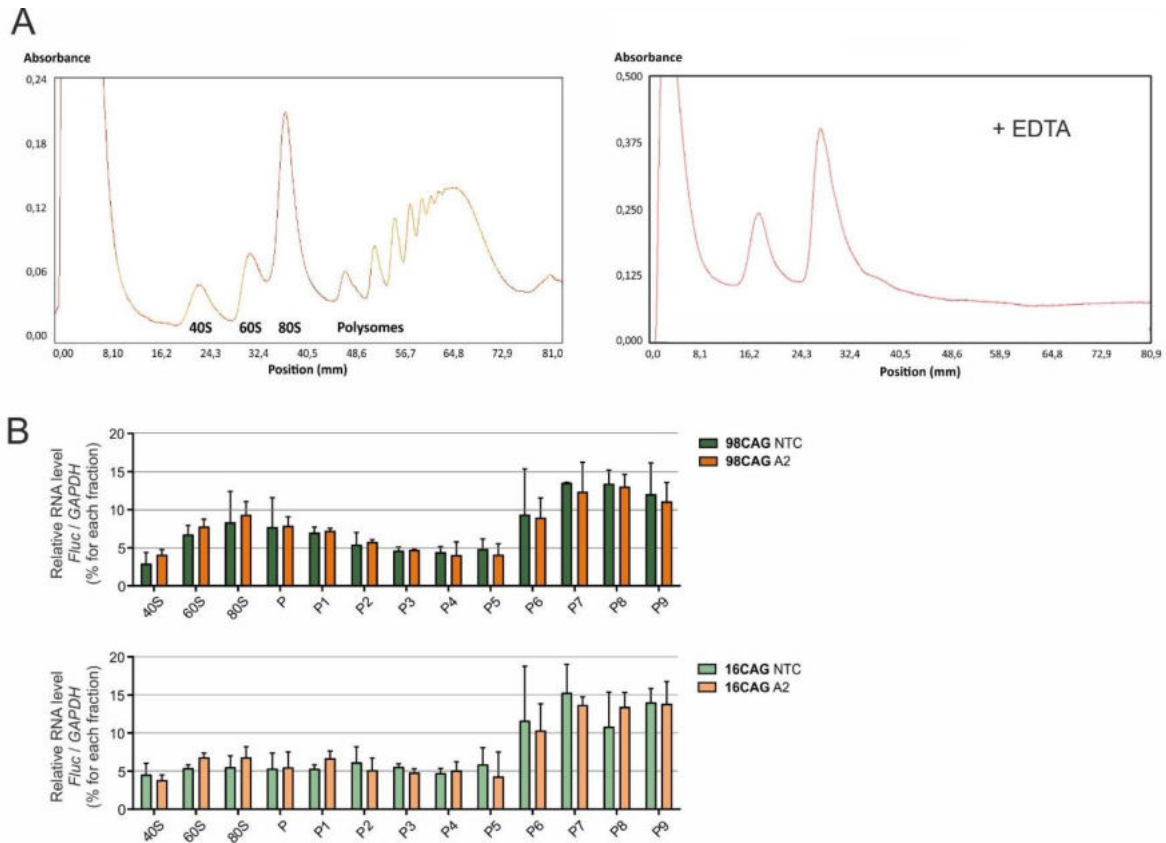 A
Absorbance
0,24
0,18
0,12
0,06
0,00
40S 60S 80S Polysomes
0,00 8,10 16,2 24,3 32,4 40,5 48,6 56,7 64,8 72,9 81,0
Position (mm)
Absorbance
0,500
0,375
0,250
0,125
0,000
+ EDTA
0,0 8,1 16,2 24,3 32,4 40,5 48,6 58,9 64,8 72,9 80,9
Position (mm)
B
Relative RNA level
Fluc / GAPDH
(% for each fraction)
20
15
10
5
0
40S 60S 80S P P1 P2 P3 P4 P5 P6 P7 P8 P9
98CAG NTC
98CAG A2
Relative RNA level
Fluc / GAPDH
(% for each fraction)
20
15
10
5
0
40S 60S 80S P P1 P2 P3 P4 P5 P6 P7 P8 P9
16CAG NTC
16CAG A2